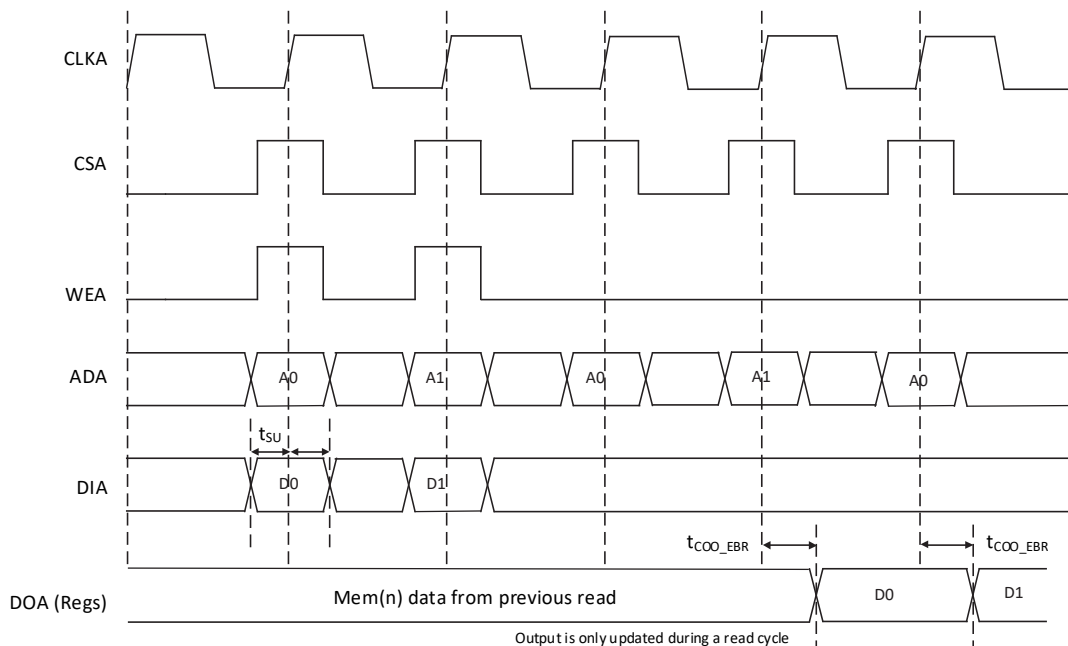 CLKA
CSA
WEA
ADA A0 A1 A0 A1 A0
tSU
DIA D0 D1
tCOO_EBR tCOO_EBR
DOA (Regs) Mem(n) data from previous read D0 D1
Output is only updated during a read cycle